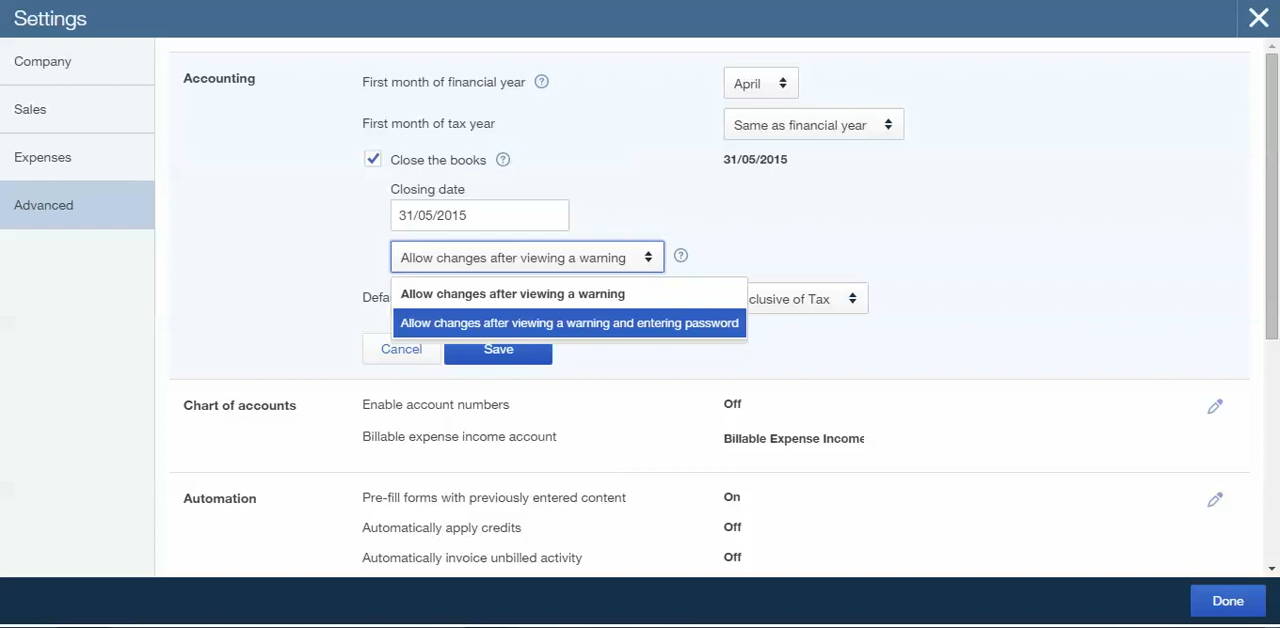 Settings
Company
Sales
Expenses
Advanced
Accounting
First month of financial year ?
April
First month of tax year
Same as financial year
Close the books ?
31/05/2015
Closing date
31/05/2015
Allow changes after viewing a warning ?
Allow changes after viewing a warning
Allow changes after viewing a warning and entering password
Defa
clusive of Tax
Cancel
Save
Chart of accounts
Enable account numbers
Off
Billable expense income account
Billable Expense Income
Automation
Pre-fill forms with previously entered content
On
Automatically apply credits
Off
Automatically invoice unbilled activity
Off
Done